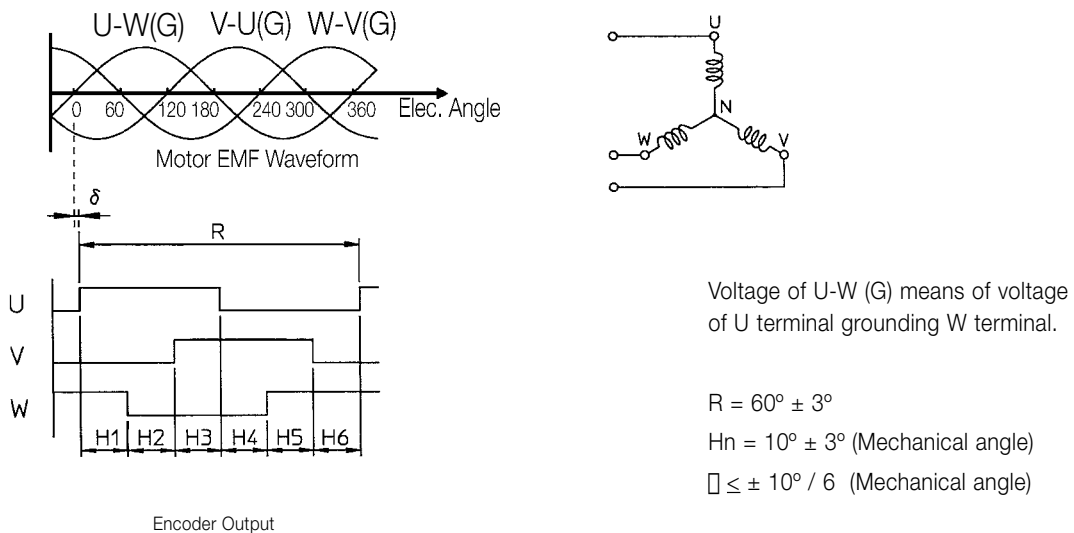 U-W(G) V-U(G) W-V(G)
0 60 120 180 240 300 360 Elec. Angle
Motor EMF Waveform
δ
R
U
V
W
H1 H2 H3 H4 H5 H6
Encoder Output
U
N
W V
Voltage of U-W (G) means of voltage
of U terminal grounding W terminal.
R = 60º ± 3º
Hn = 10º ± 3º (Mechanical angle)
▯ ≤ ± 10º / 6 (Mechanical angle)